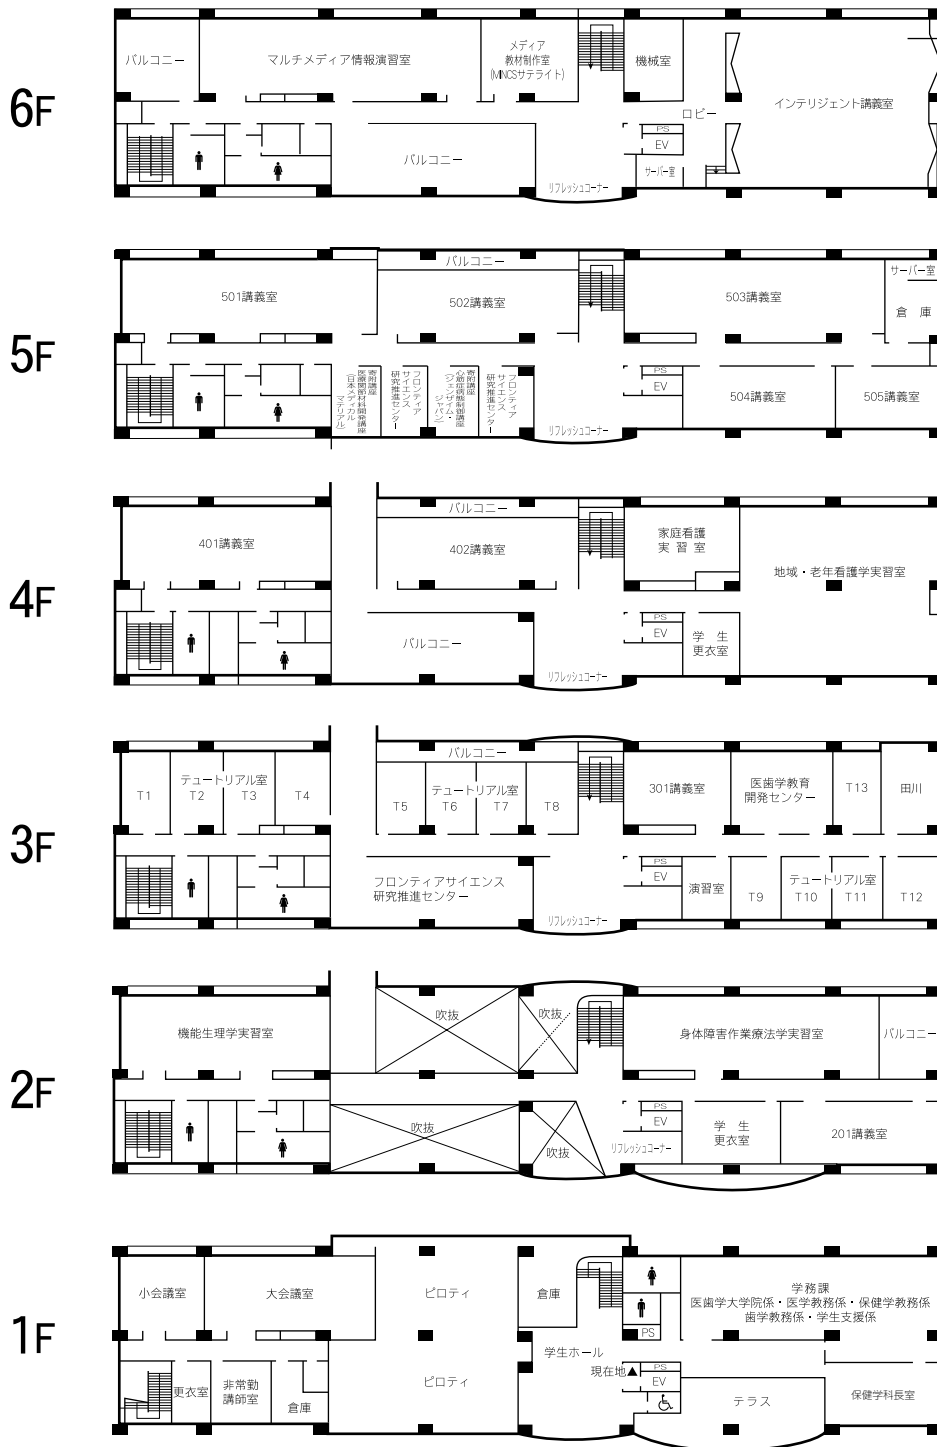 6F
バルコニー
マルチメディア情報演習室
メディア
教材制作室
(MINCSサテライト)
機械室
インテリジェント講義室
ロビー
PS
EV
サーバー室
バルコニー
リフレッシュコーナー
5F
バルコニー
501講義室
502講義室
503講義室
サーバー室
倉庫
寄附講座
医療関節材料開発講座
(日本メディカル
マテリアル)
フロンティア
サイエンス
研究推進センター
寄附講座
心筋症病態制御講座
(ジェンザイム・
ジャパン)
フロンティア
サイエンス
研究推進センター
PS
EV
504講義室
505講義室
リフレッシュコーナー
4F
バルコニー
401講義室
402講義室
家庭看護
実習室
地域・老年看護学実習室
バルコニー
PS
EV
学生
更衣室
リフレッシュコーナー
3F
バルコニー
テュートリアル室
T1
T2
T3
T4
テュートリアル室
T5
T6
T7
T8
301講義室
医歯学教育
開発センター
T13
田川
フロンティアサイエンス
研究推進センター
PS
EV
演習室
テュートリアル室
T9
T10
T11
T12
リフレッシュコーナー
2F
機能生理学実習室
吹抜
吹抜
身体障害作業療法学実習室
バルコニー
吹抜
吹抜
PS
EV
リフレッシュコーナー
学生
更衣室
201講義室
1F
小会議室
大会議室
ピロティ
倉庫
学務課
医歯学大学院係・医学教務係・保健学教務係
歯学教務係・学生支援係
PS
学生ホール
現在地▲
PS
EV
更衣室
非常勤
講師室
倉庫
ピロティ
テラス
保健学科長室